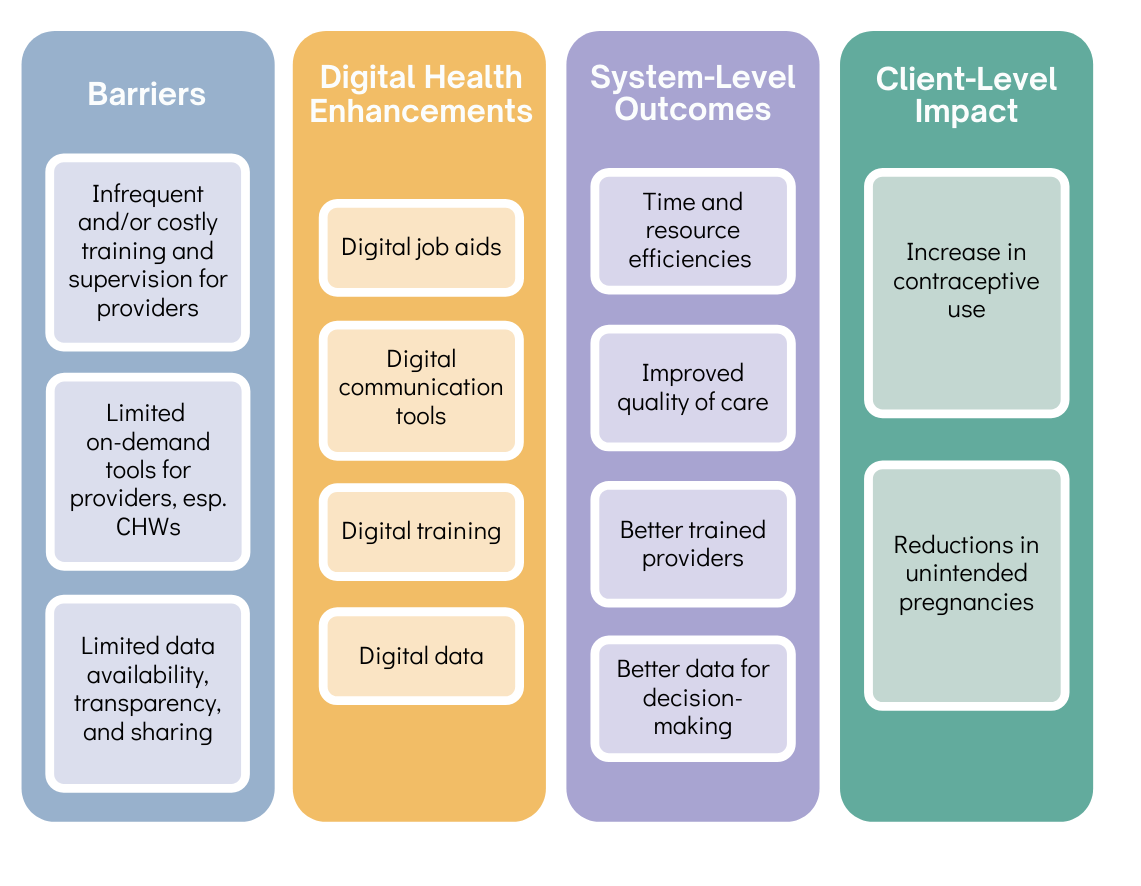 Barriers
Infrequent
and/or costly
training and
supervision for
providers
Limited
on-demand
tools for
providers, esp.
CHWs
Limited data
availability,
transparency,
and sharing
Digital Health
Enhancements
Digital job aids
Digital
communication
tools
Digital training
Digital data
System-Level
Outcomes
Time and
resource
efficiencies
Improved
quality of care
Better trained
providers
Better data for
decision-
making
Client-Level
Impact
Increase in
contraceptive
use
Reductions in
unintended
pregnancies